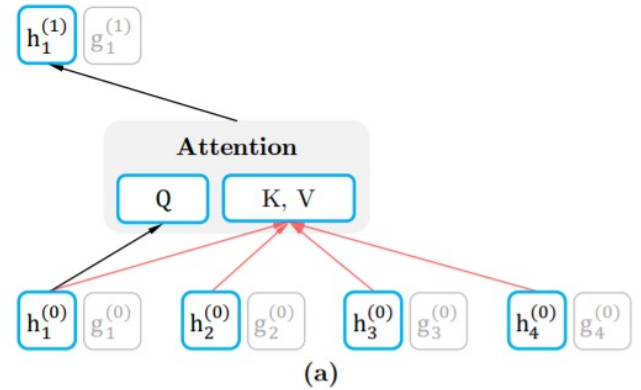 h₁⁽¹⁾ g₁⁽¹⁾
Attention
Q K, V
h₁⁽⁰⁾ g₁⁽⁰⁾ h₂⁽⁰⁾ g₂⁽⁰⁾ h₃⁽⁰⁾ g₃⁽⁰⁾ h₄⁽⁰⁾ g₄⁽⁰⁾
(a)